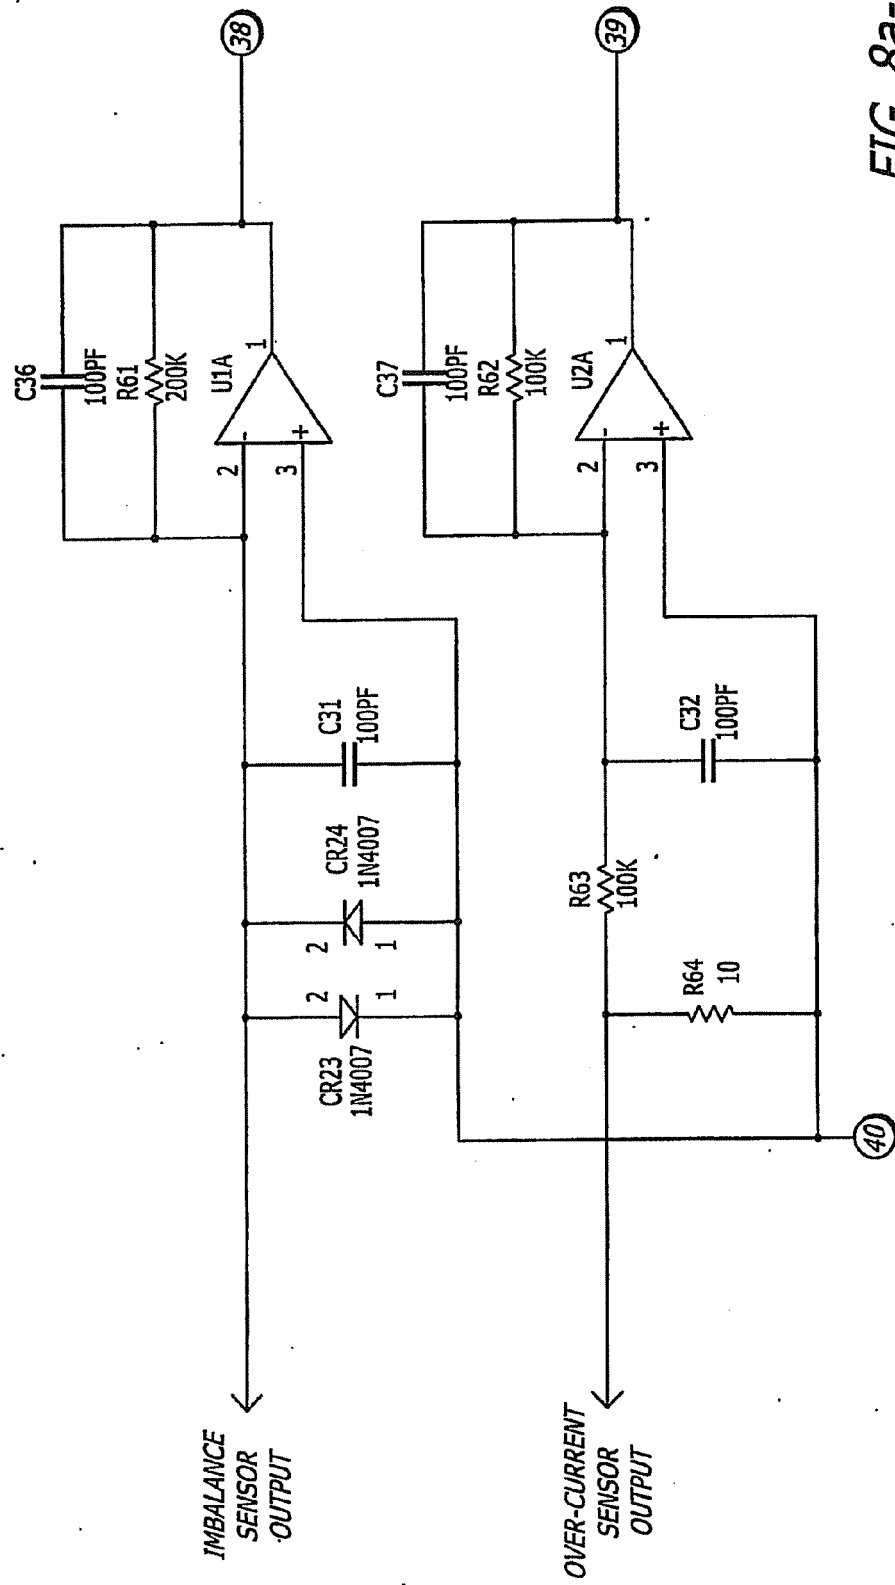 38
C36
100PF
R61
200K
U1A
1
2
-
3
+
C31
100PF
CR24
1N4007
2
1
CR23
1N4007
2
1
IMBALANCE
SENSOR
OUTPUT
39
C37
100PF
R62
100K
U2A
1
2
-
3
+
C32
100PF
R63
100K
R64
10
OVER-CURRENT
SENSOR
OUTPUT
40
FIG. 8a-